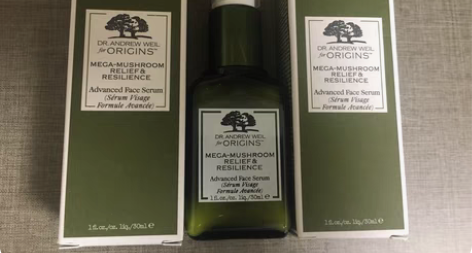 DR. ANDREW WEIL
for ORIGINS™
MEGA-MUSHROOM
RELIEF &
RESILIENCE
Advanced Face Serum
(Sérum Visage
Formule Avancée)
1 fl. oz./oz. liq./30ml ℮
DR. ANDREW WEIL
for ORIGINS™
MEGA-MUSHROOM
RELIEF &
RESILIENCE
Advanced Face Serum
(Sérum Visage
Formule Avancée)
1 fl. oz./oz. liq./30ml ℮
DR. ANDREW WEIL
for ORIGINS™
MEGA-MUSHROOM
RELIEF &
RESILIENCE
Advanced Face Serum
(Sérum Visage
Formule Avancée)
1 fl. oz./oz. liq./30ml ℮